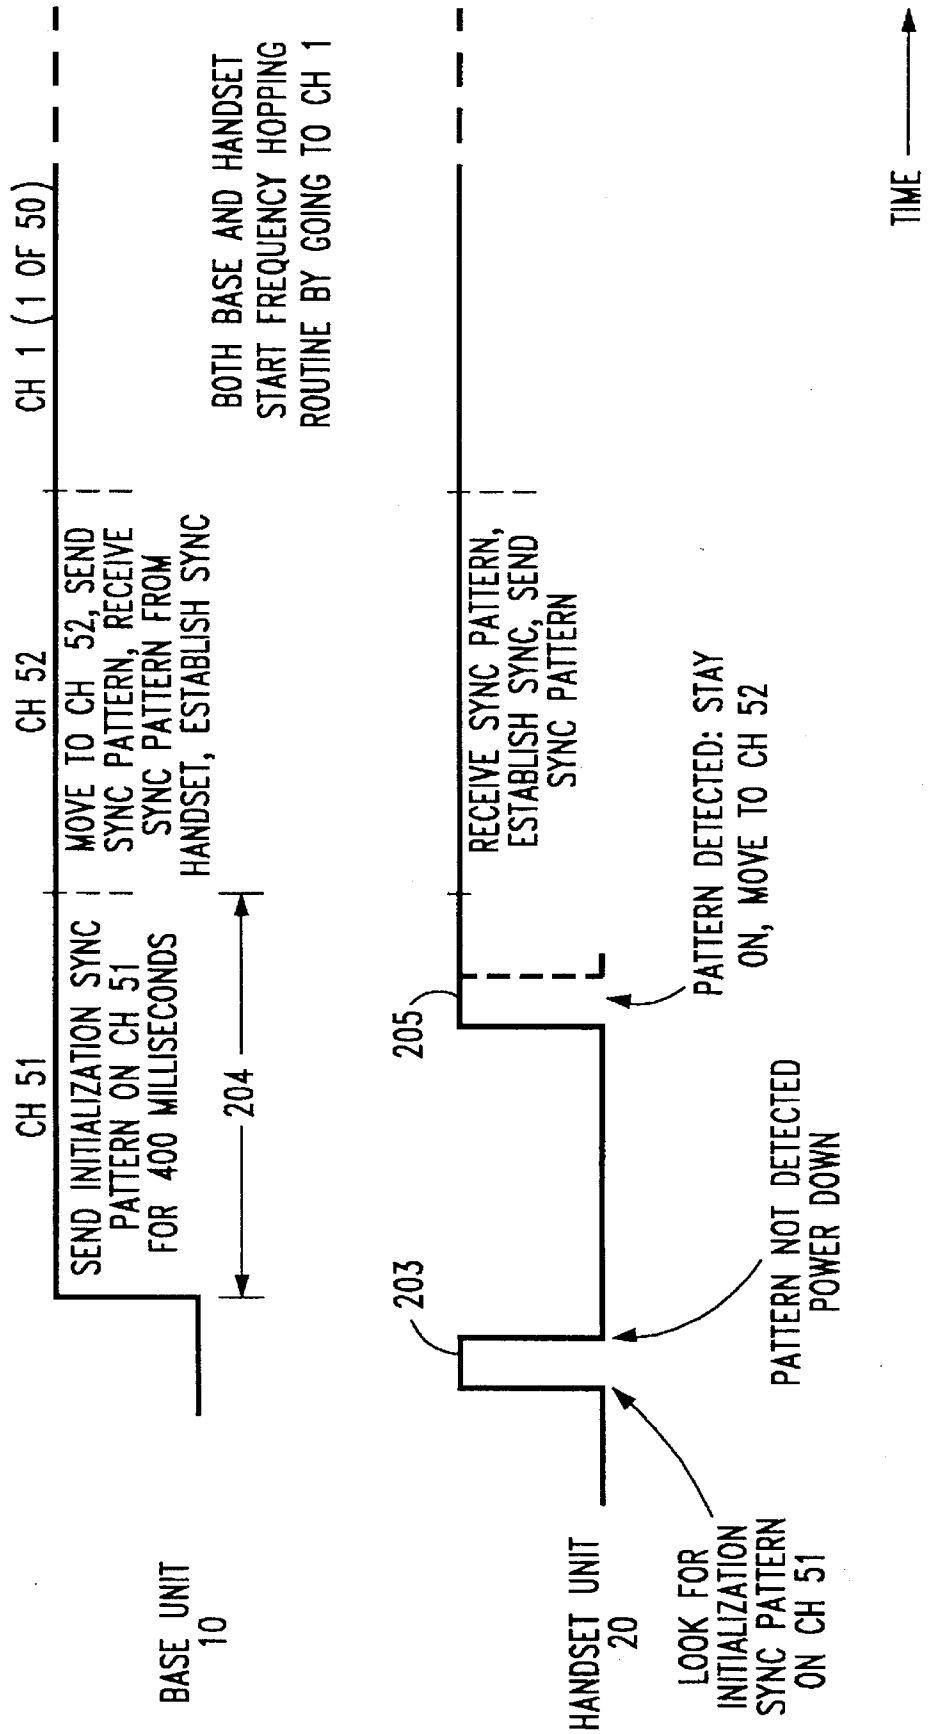 CH 51
CH 52
CH 1 (1 OF 50)
SEND INITIALIZATION SYNC
PATTERN ON CH 51
FOR 400 MILLISECONDS
MOVE TO CH 52, SEND
SYNC PATTERN, RECEIVE
SYNC PATTERN FROM
HANDSET, ESTABLISH SYNC
BASE UNIT
10
204
BOTH BASE AND HANDSET
START FREQUENCY HOPPING
ROUTINE BY GOING TO CH 1
203
205
RECEIVE SYNC PATTERN,
ESTABLISH SYNC, SEND
SYNC PATTERN
HANDSET UNIT
20
LOOK FOR
INITIALIZATION
SYNC PATTERN
ON CH 51
PATTERN NOT DETECTED
POWER DOWN
PATTERN DETECTED: STAY
ON, MOVE TO CH 52
TIME